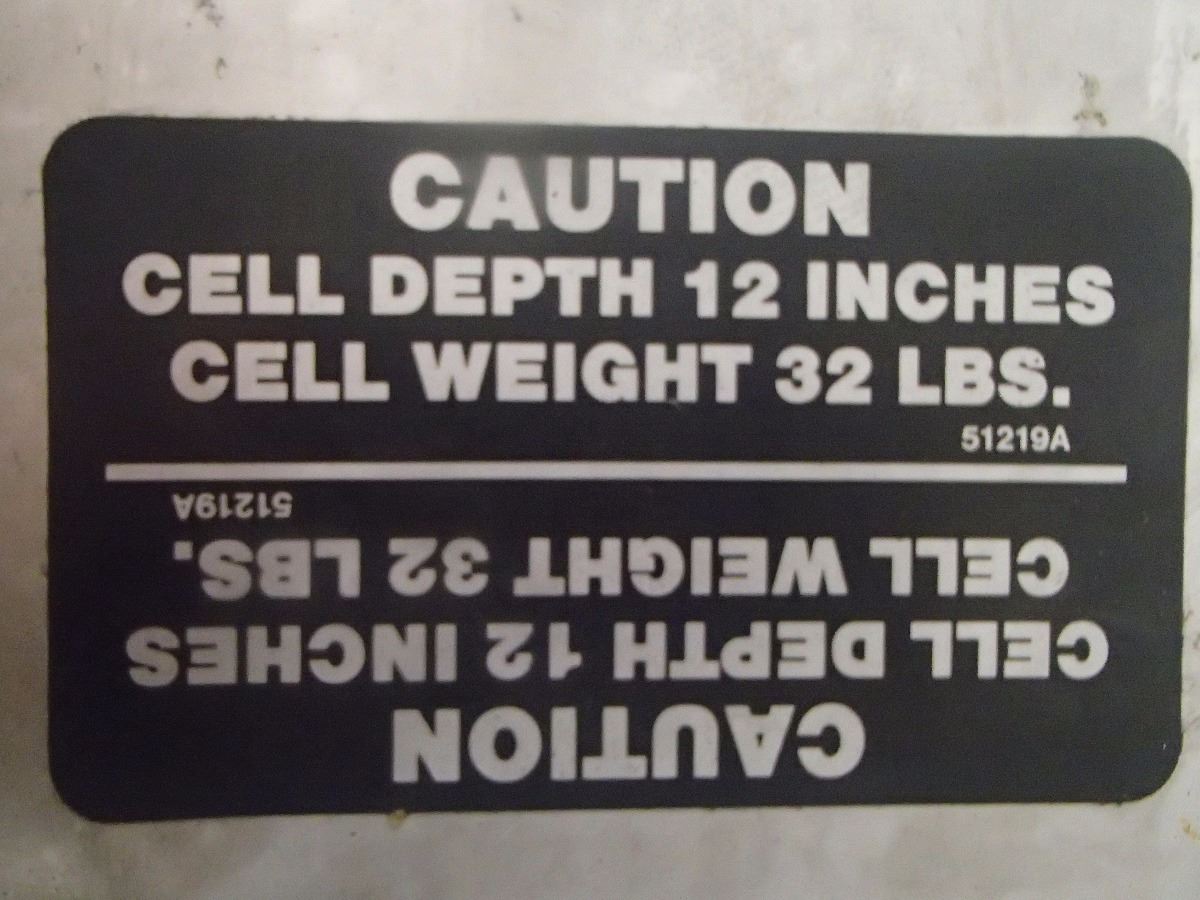 CAUTION
CELL DEPTH 12 INCHES
CELL WEIGHT 32 LBS.
51219A
CAUTION
CELL DEPTH 12 INCHES
CELL WEIGHT 32 LBS.
51219A